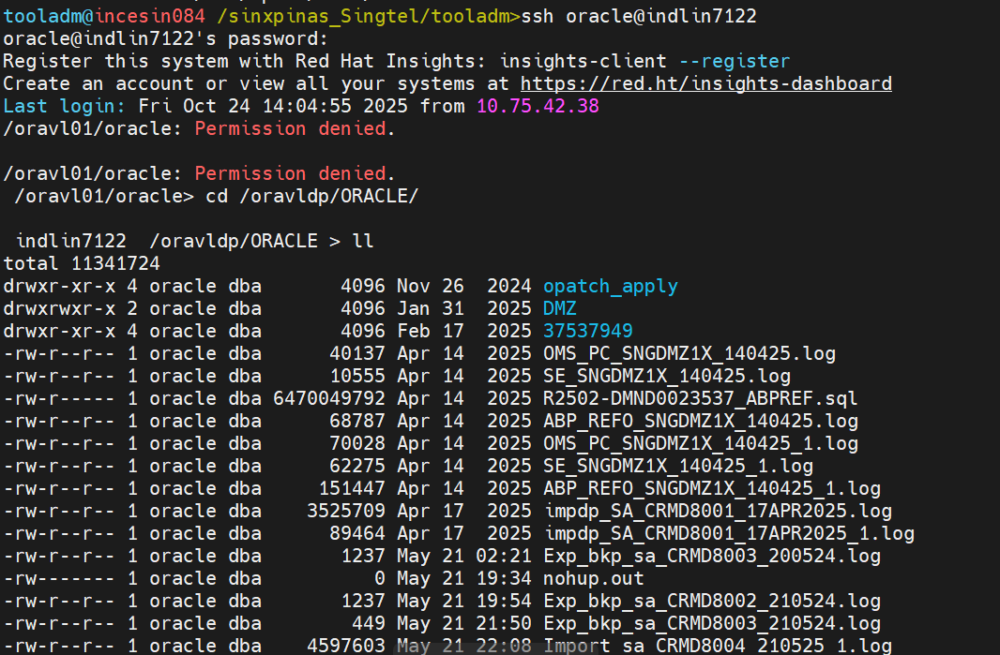 tooladm@incesin084 /sinxpinas_Singtel/tooladm>ssh oracle@indlin7122
oracle@indlin7122's password:
Register this system with Red Hat Insights: insights-client --register
Create an account or view all your systems at https://red.ht/insights-dashboard
Last login: Fri Oct 24 14:04:55 2025 from 10.75.42.38
/oravl01/oracle: Permission denied.
/oravl01/oracle: Permission denied.
/oravl01/oracle> cd /oravldp/ORACLE/
indlin7122  /oravldp/ORACLE > ll
total 11341724
drwxr-xr-x 4 oracle dba       4096 Nov 26  2024 opatch_apply
drwxrwxr-x 2 oracle dba       4096 Jan 31  2025 DMZ
drwxr-xr-x 4 oracle dba       4096 Feb 17  2025 37537949
-rw-r--r-- 1 oracle dba      40137 Apr 14  2025 OMS_PC_SNGDMZ1X_140425.log
-rw-r--r-- 1 oracle dba      10555 Apr 14  2025 SE_SNGDMZ1X_140425.log
-rw-r----- 1 oracle dba 6470049792 Apr 14  2025 R2502-DMND0023537_ABPREF.sql
-rw-r--r-- 1 oracle dba      68787 Apr 14  2025 ABP_REFO_SNGDMZ1X_140425.log
-rw-r--r-- 1 oracle dba      70028 Apr 14  2025 OMS_PC_SNGDMZ1X_140425_1.log
-rw-r--r-- 1 oracle dba      62275 Apr 14  2025 SE_SNGDMZ1X_140425_1.log
-rw-r--r-- 1 oracle dba     151447 Apr 14  2025 ABP_REFO_SNGDMZ1X_140425_1.log
-rw-r--r-- 1 oracle dba    3525709 Apr 17  2025 impdp_SA_CRMD8001_17APR2025.log
-rw-r--r-- 1 oracle dba      89464 Apr 17  2025 impdp_SA_CRMD8001_17APR2025_1.log
-rw-r--r-- 1 oracle dba       1237 May 21 02:21 Exp_bkp_sa_CRMD8003_200524.log
-rw------- 1 oracle dba          0 May 21 19:34 nohup.out
-rw-r--r-- 1 oracle dba       1237 May 21 19:54 Exp_bkp_sa_CRMD8002_210524.log
-rw-r--r-- 1 oracle dba        449 May 21 21:50 Exp_bkp_sa_CRMD8003_210524.log
-rw-r--r-- 1 oracle dba    4597603 May 21 22:08 Import_sa_CRMD8004_210525_1.log